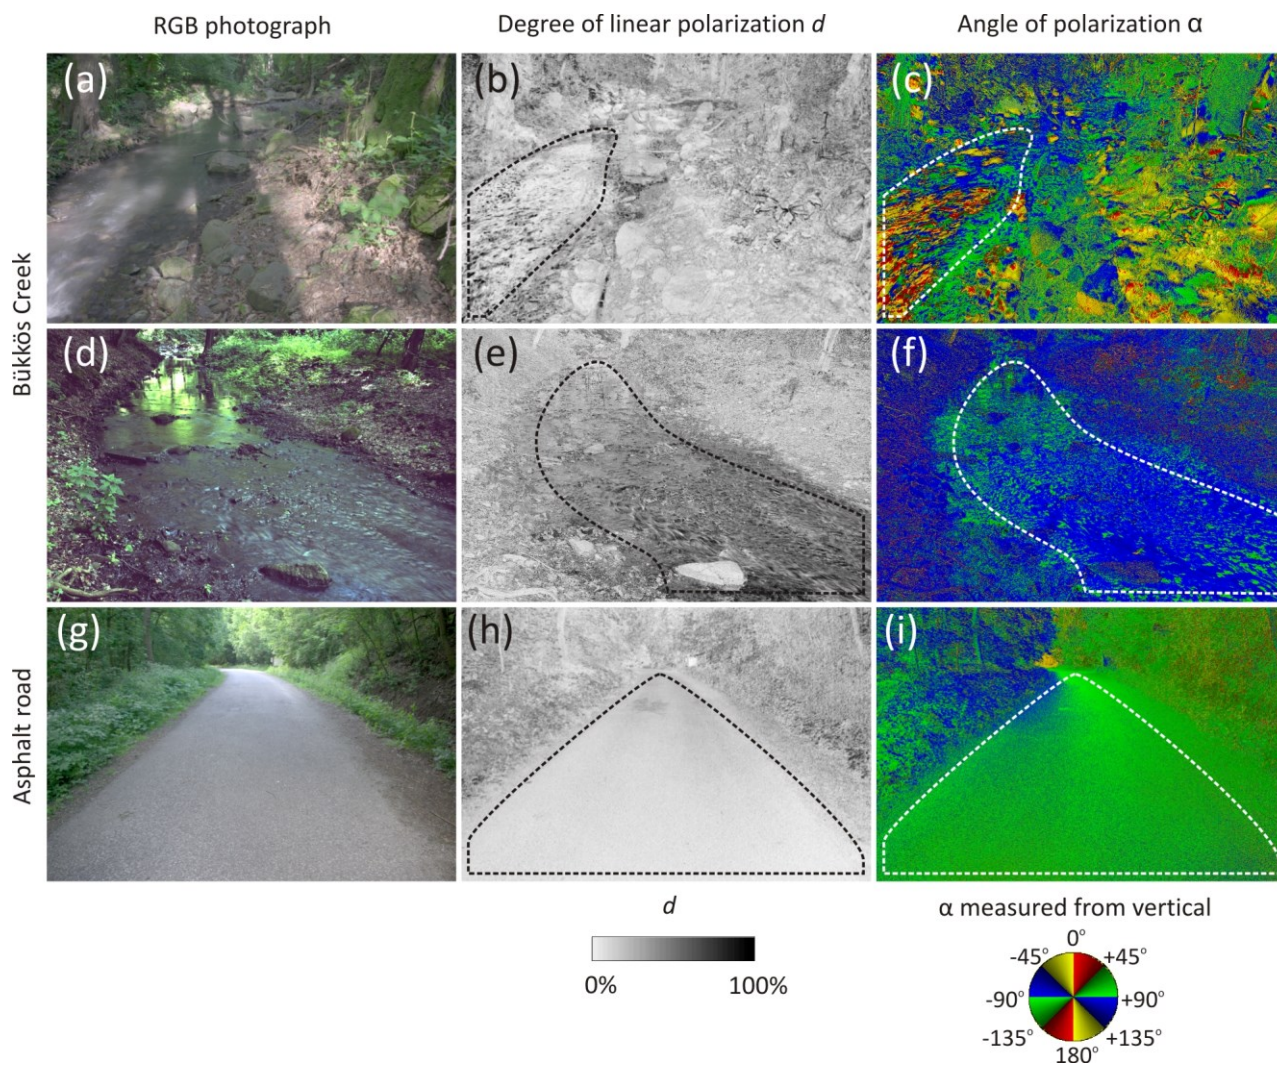 RGB photograph
Degree of linear polarization d
Angle of polarization α
Bükkös Creek
(a)
(b)
(c)
(d)
(e)
(f)
Asphalt road
(g)
(h)
(i)
d
0%
100%
α measured from vertical
0°
-45°
+45°
-90°
+90°
-135°
+135°
180°